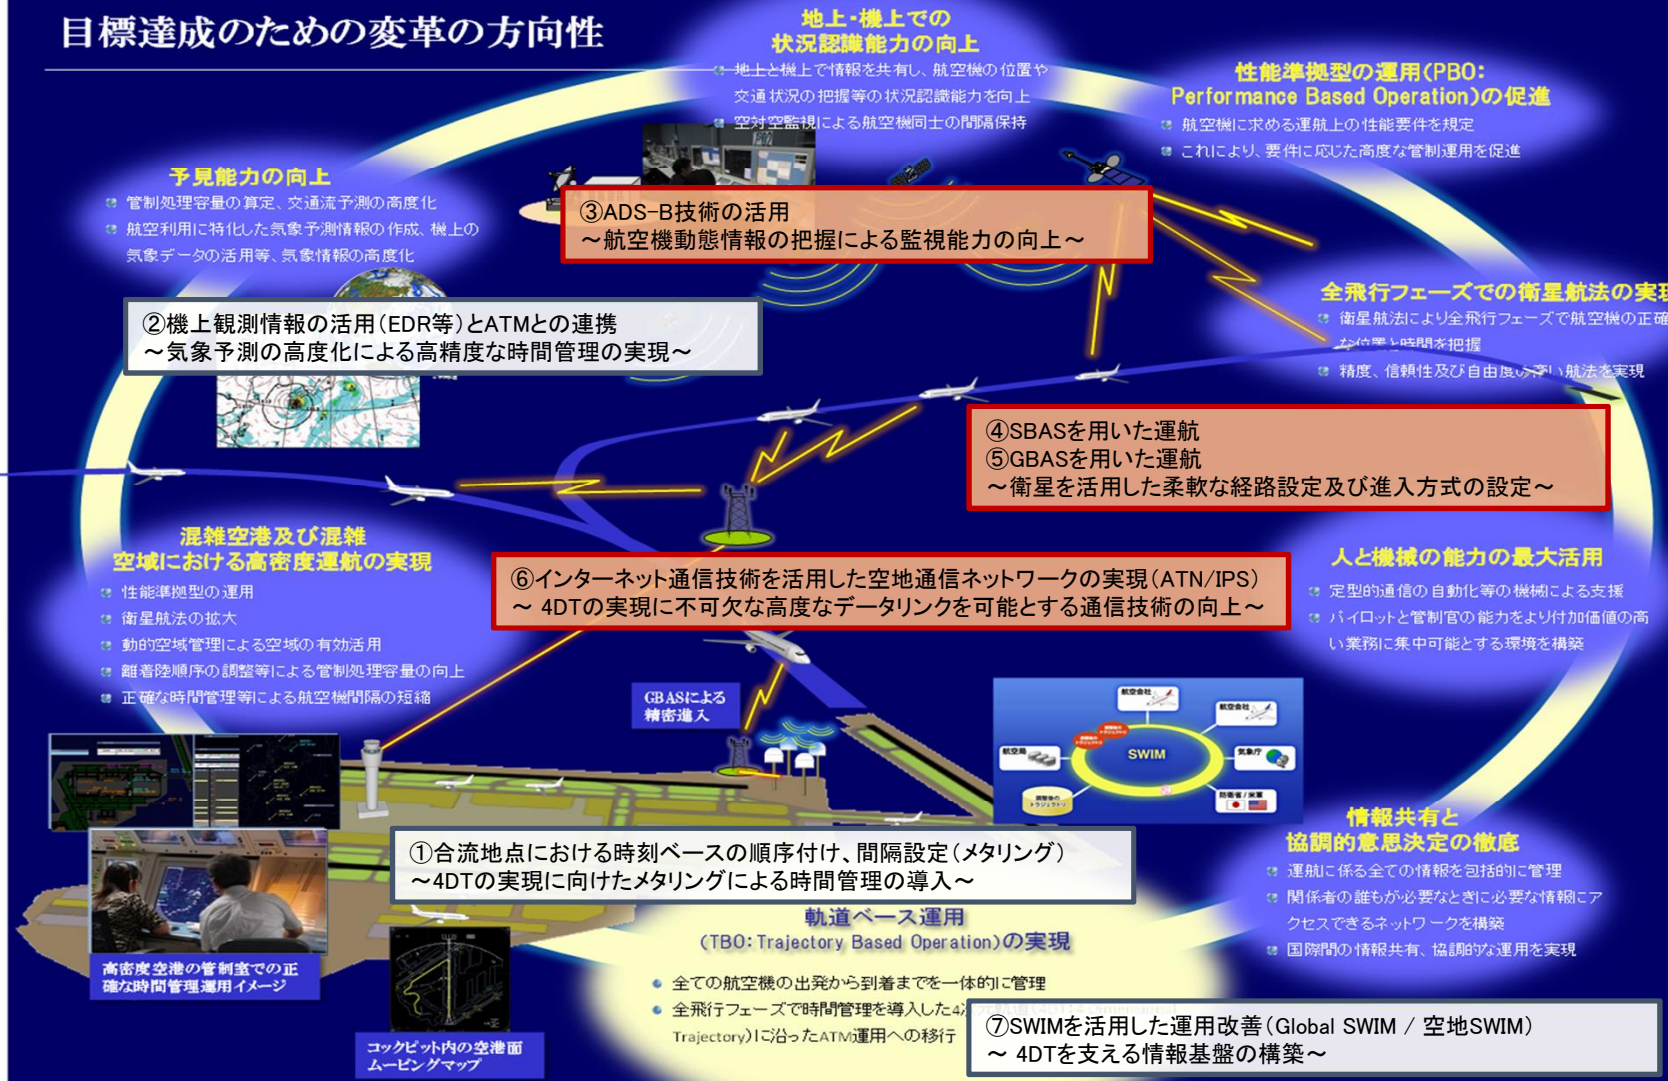 目標達成のための変革の方向性
地上・機上での
状況認識能力の向上
地上と機上で情報を共有し、航空機の位置や
交通状況の把握等の状況認識能力を向上
空対空監視による航空機同士の間隔保持
性能準拠型の運用(PBO:
Performance Based Operation)の促進
航空機に求める運航上の性能要件を規定
これにより、要件に応じた高度な管制運用を促進
予見能力の向上
管制処理容量の算定、交通流予測の高度化
航空利用に特化した気象予測情報の作成、機上の
気象データの活用等、気象情報の高度化
③ADS-B技術の活用
～航空機動態情報の把握による監視能力の向上～
全飛行フェーズでの衛星航法の実現
衛星航法により全飛行フェーズで航空機の正確
な位置と時間を把握
精度、信頼性及び自由度の高い航法を実現
②機上観測情報の活用(EDR等)とATMとの連携
～気象予測の高度化による高精度な時間管理の実現～
④SBASを用いた運航
⑤GBASを用いた運航
～衛星を活用した柔軟な経路設定及び進入方式の設定～
混雑空港及び混雑
空域における高密度運航の実現
性能準拠型の運用
衛星航法の拡大
動的空域管理による空域の有効活用
離着陸順序の調整等による管制処理容量の向上
正確な時間管理等による航空機間隔の短縮
⑥インターネット通信技術を活用した空地通信ネットワークの実現(ATN/IPS)
～ 4DTの実現に不可欠な高度なデータリンクを可能とする通信技術の向上～
人と機械の能力の最大活用
定型的通信の自動化等の機械による支援
パイロットと管制官の能力をより付加価値の高
い業務に集中可能とする環境を構築
GBASによる
精密進入
航空会社
航空会社
航空局
SWIM
気象庁
調整後の
トラジェクトリ
防衛省/米軍
①合流地点における時刻ベースの順序付け、間隔設定(メタリング)
～4DTの実現に向けたメタリングによる時間管理の導入～
情報共有と
協調的意思決定の徹底
運航に係る全ての情報を包括的に管理
関係者の誰もが必要なときに必要な情報にア
クセスできるネットワークを構築
国際間の情報共有、協調的な運用を実現
軌道ベース運用
(TBO:Trajectory Based Operation)の実現
全ての航空機の出発から到着までを一体的に管理
全飛行フェーズで時間管理を導入した4次
Trajectory)に沿ったATM運用への移行
高密度空港の管制室での正
確な時間管理運用イメージ
コックピット内の空港面
ムービングマップ
⑦SWIMを活用した運用改善(Global SWIM / 空地SWIM)
～ 4DTを支える情報基盤の構築～